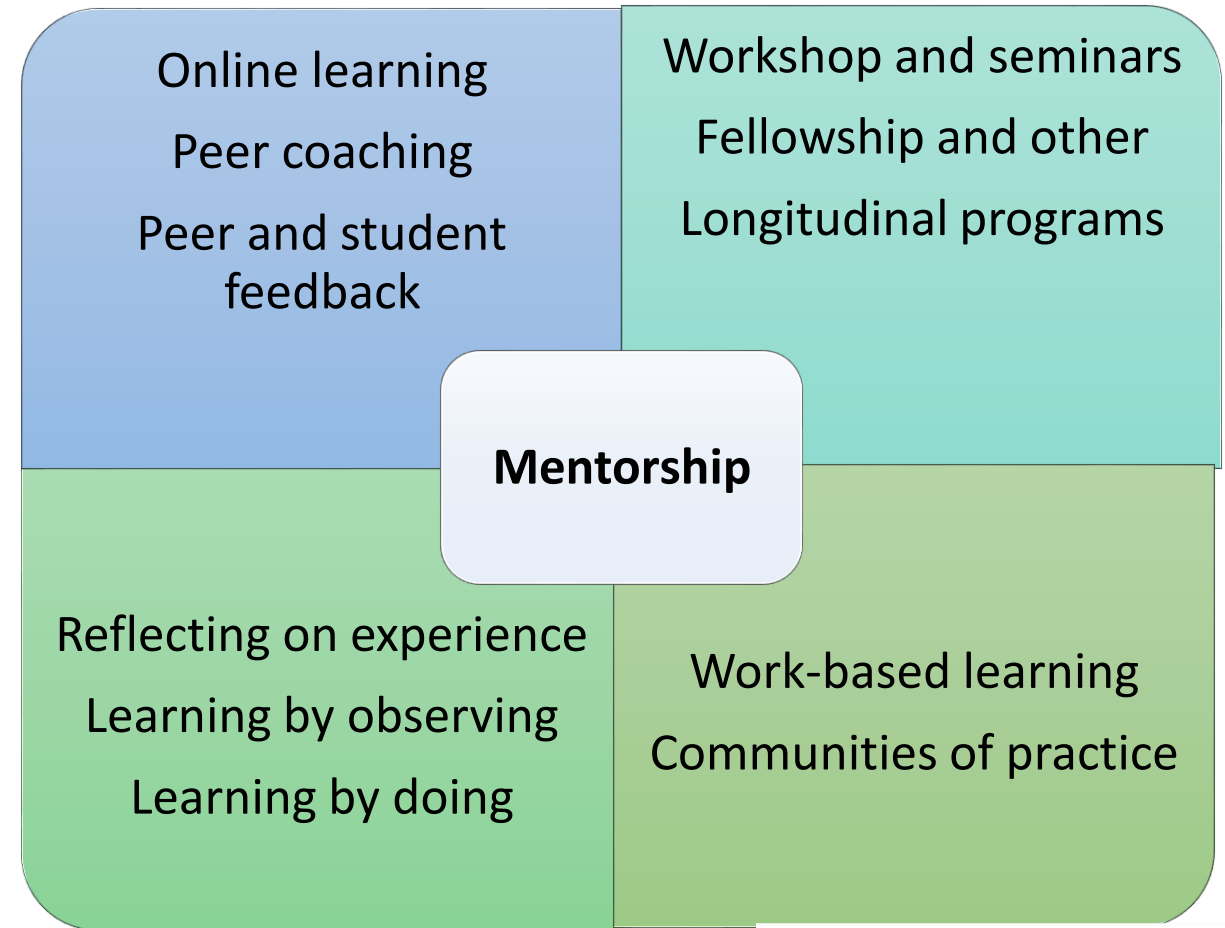 Online learning
Peer coaching
Peer and student
feedback
Workshop and seminars
Fellowship and other
Longitudinal programs
Mentorship
Reflecting on experience
Learning by observing
Learning by doing
Work-based learning
Communities of practice